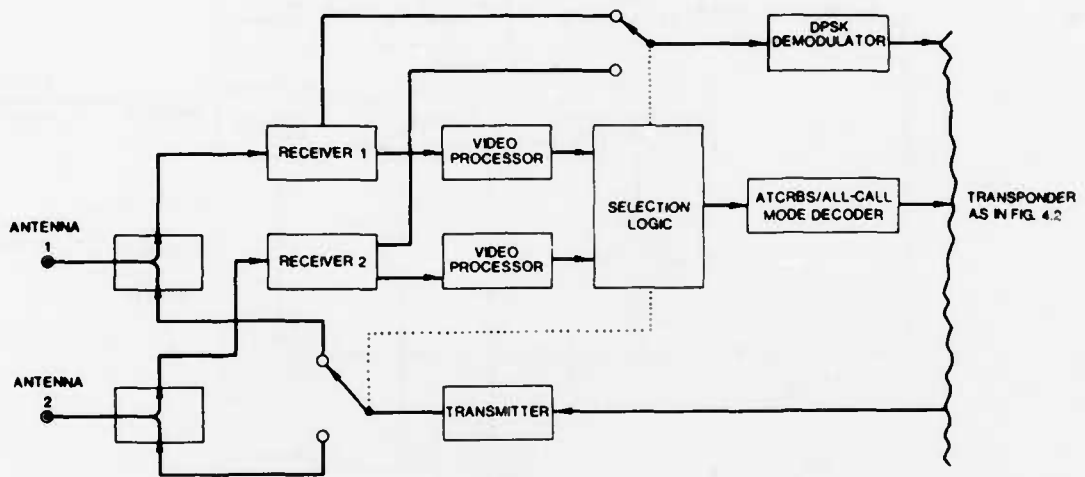 DPSK
DEMODULATOR
RECEIVER 1
VIDEO
PROCESSOR
SELECTION
LOGIC
ATCRBS/ALL-CALL
MODE DECODER
TRANSPONDER
AS IN FIG. 4.2
ANTENNA
1
RECEIVER 2
VIDEO
PROCESSOR
ANTENNA
2
TRANSMITTER